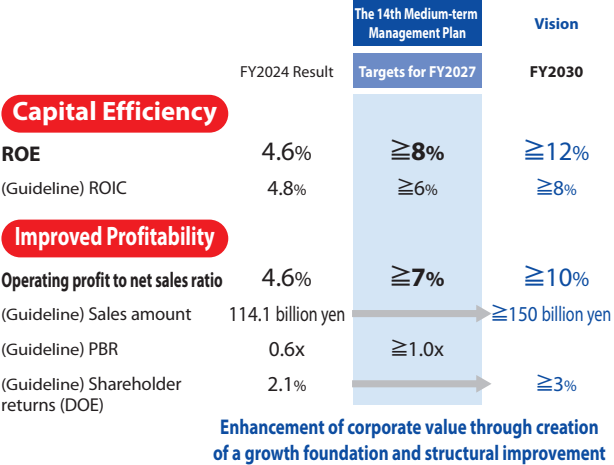 The 14th Medium-term
Management Plan
Vision
FY2024 Result
Targets for FY2027
FY2030
Capital Efficiency
ROE 4.6% ≧8% ≧12%
(Guideline) ROIC 4.8% ≧6% ≧8%
Improved Profitability
Operating profit to net sales ratio 4.6% ≧7% ≧10%
(Guideline) Sales amount 114.1 billion yen ≧150 billion yen
(Guideline) PBR 0.6x ≧1.0x
(Guideline) Shareholder
returns (DOE)
2.1% ≧3%
Enhancement of corporate value through creation
of a growth foundation and structural improvement